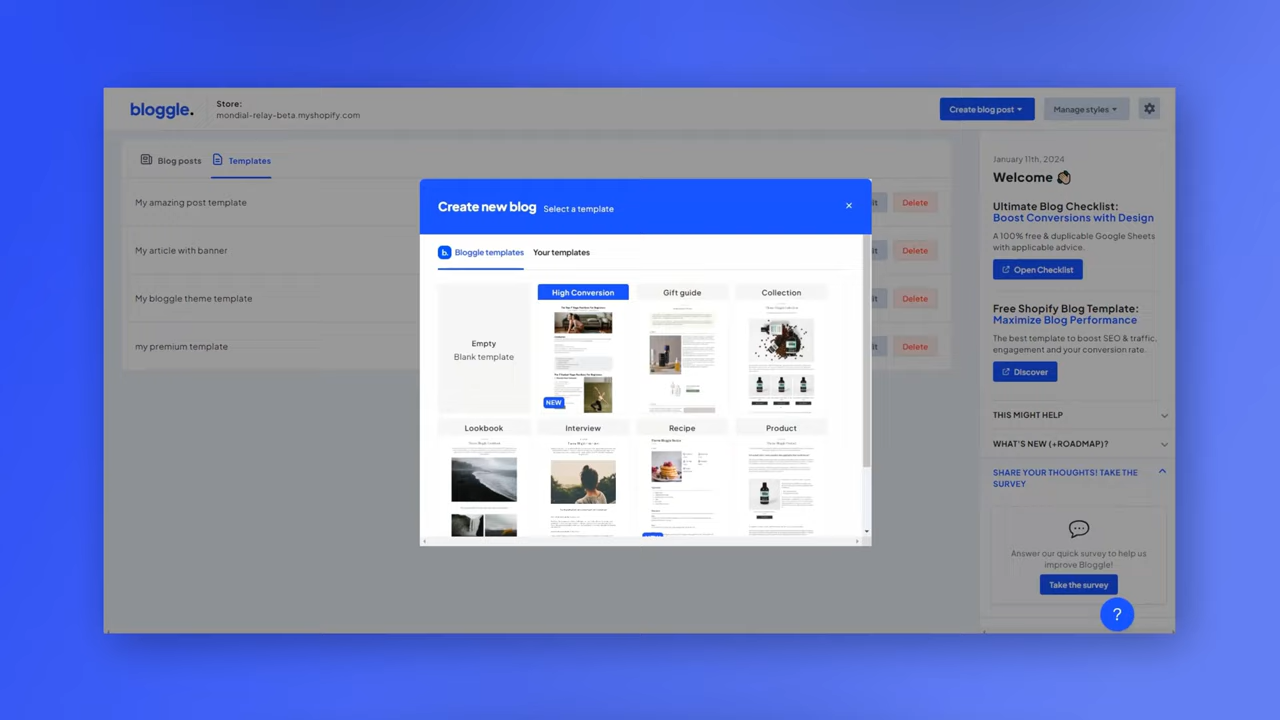 bloggle.
Store:
mondial-relay-beta.myshopify.com
Create blog post
Manage styles
Blog posts
Templates
My amazing post template
Delete
My article with banner
Delete
My bloggle theme template
Delete
my premium template
Delete
Create new blog Select a template
×
b. Bloggle templates
Your templates
Empty
Blank template
High Conversion
NEW
Gift guide
Collection
Lookbook
Interview
Recipe
Product
January 11th, 2024
Welcome
Ultimate Blog Checklist:
Boost Conversions with Design
A 100% free & duplicable Google Sheets
with applicable advice.
Open Checklist
Free Shopify Blog Template:
Maximize Blog Performance
The best template to boost SEO & traffic,
engagement and your conversion rate.
Discover
THIS MIGHT HELP
WHAT'S NEW (+ROADMAP)?
SHARE YOUR THOUGHTS! TAKE THE
SURVEY
Answer our quick survey to help us
improve Bloggle!
Take the survey
?